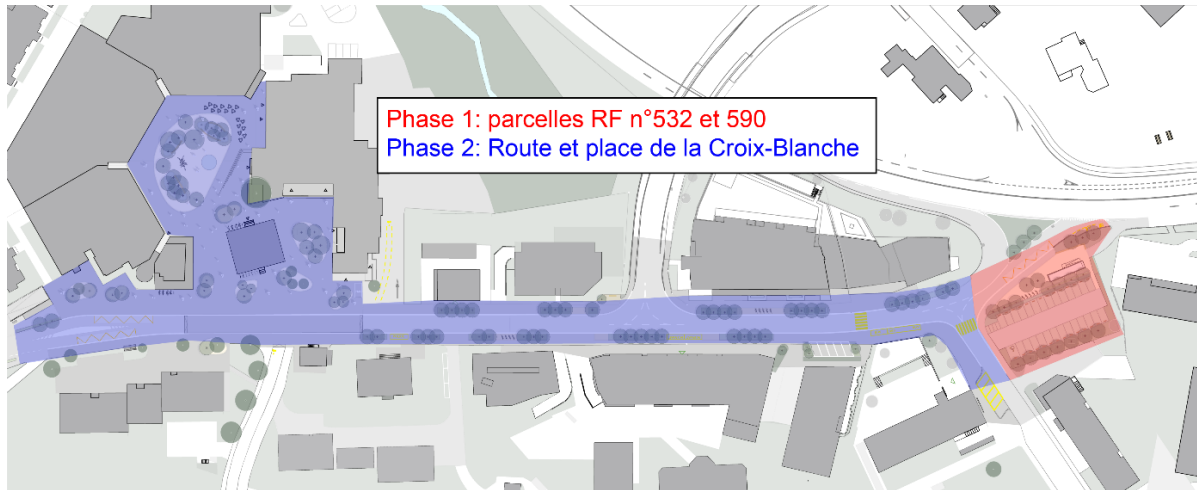 Phase 1: parcelles RF n°532 et 590
Phase 2: Route et place de la Croix-Blanche